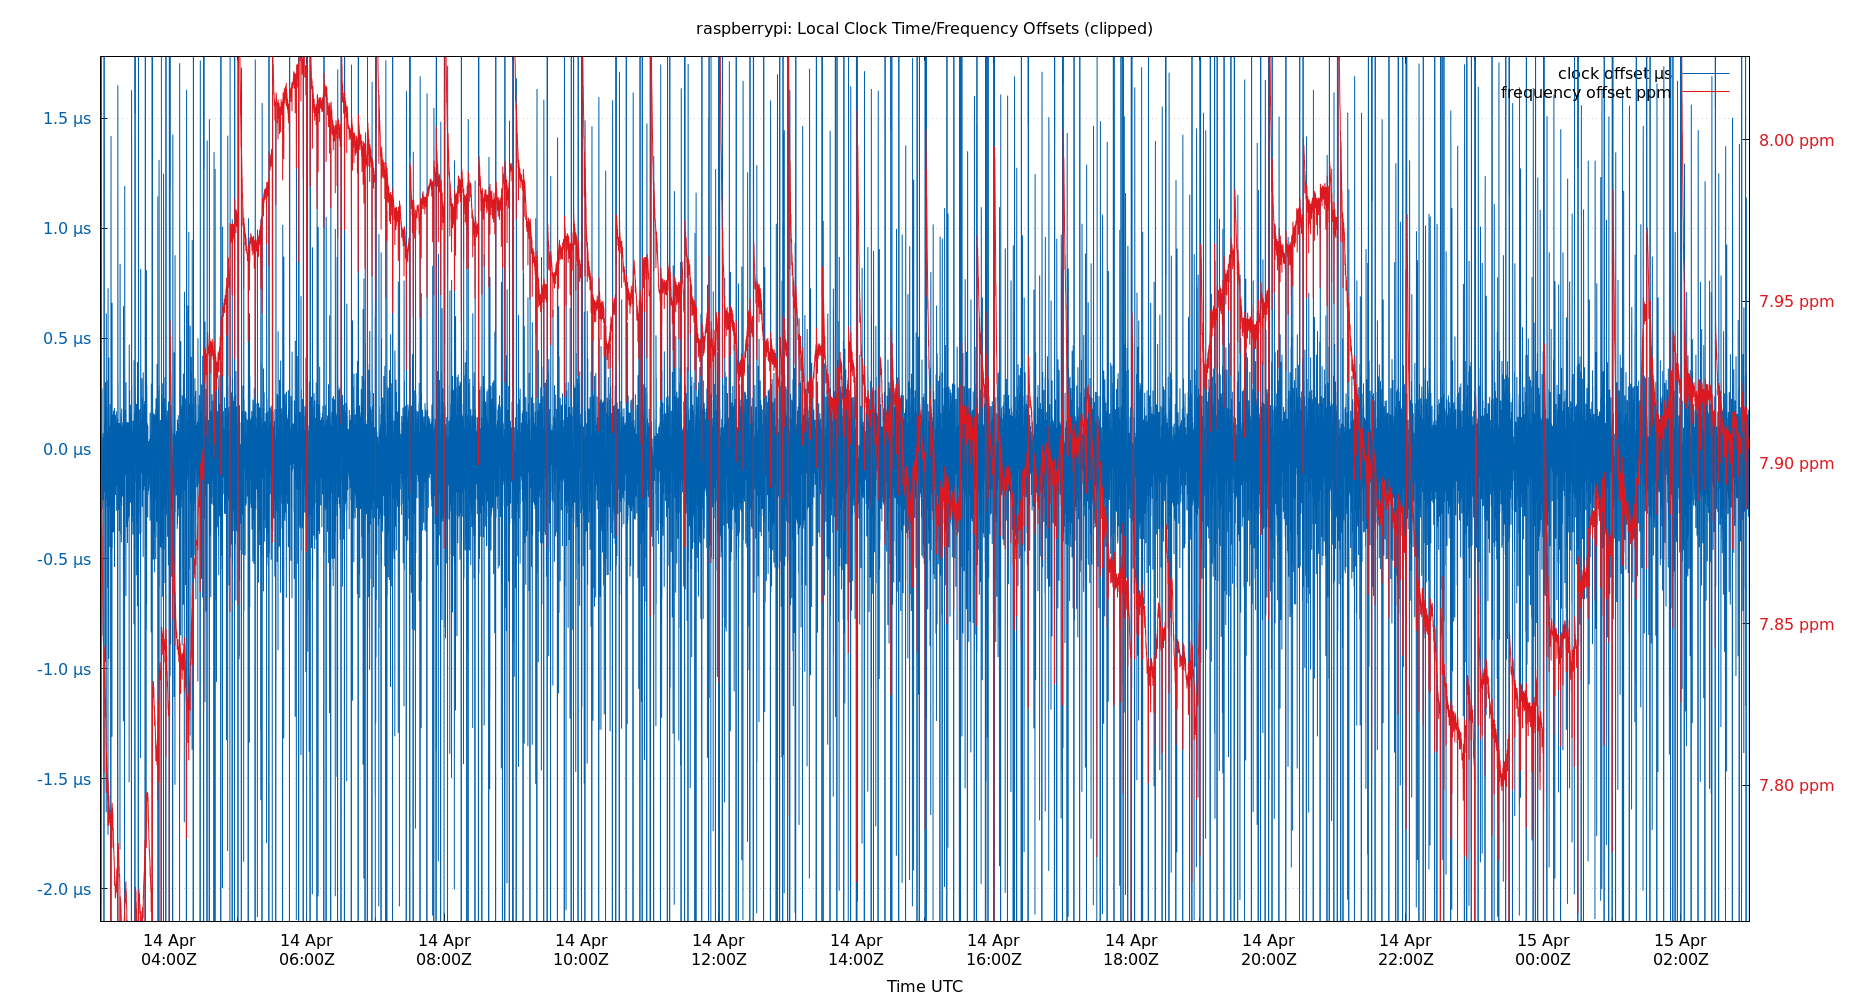 raspberrypi: Local Clock Time/Frequency Offsets (clipped)
clock offset µs
frequency offset ppm
1.5 µs
1.0 µs
0.5 µs
0.0 µs
-0.5 µs
-1.0 µs
-1.5 µs
-2.0 µs
8.00 ppm
7.95 ppm
7.90 ppm
7.85 ppm
7.80 ppm
14 Apr 14 Apr 14 Apr 14 Apr 14 Apr 14 Apr 14 Apr 14 Apr 14 Apr 14 Apr 15 Apr 15 Apr
04:00Z 06:00Z 08:00Z 10:00Z 12:00Z 14:00Z 16:00Z 18:00Z 20:00Z 22:00Z 00:00Z 02:00Z
Time UTC